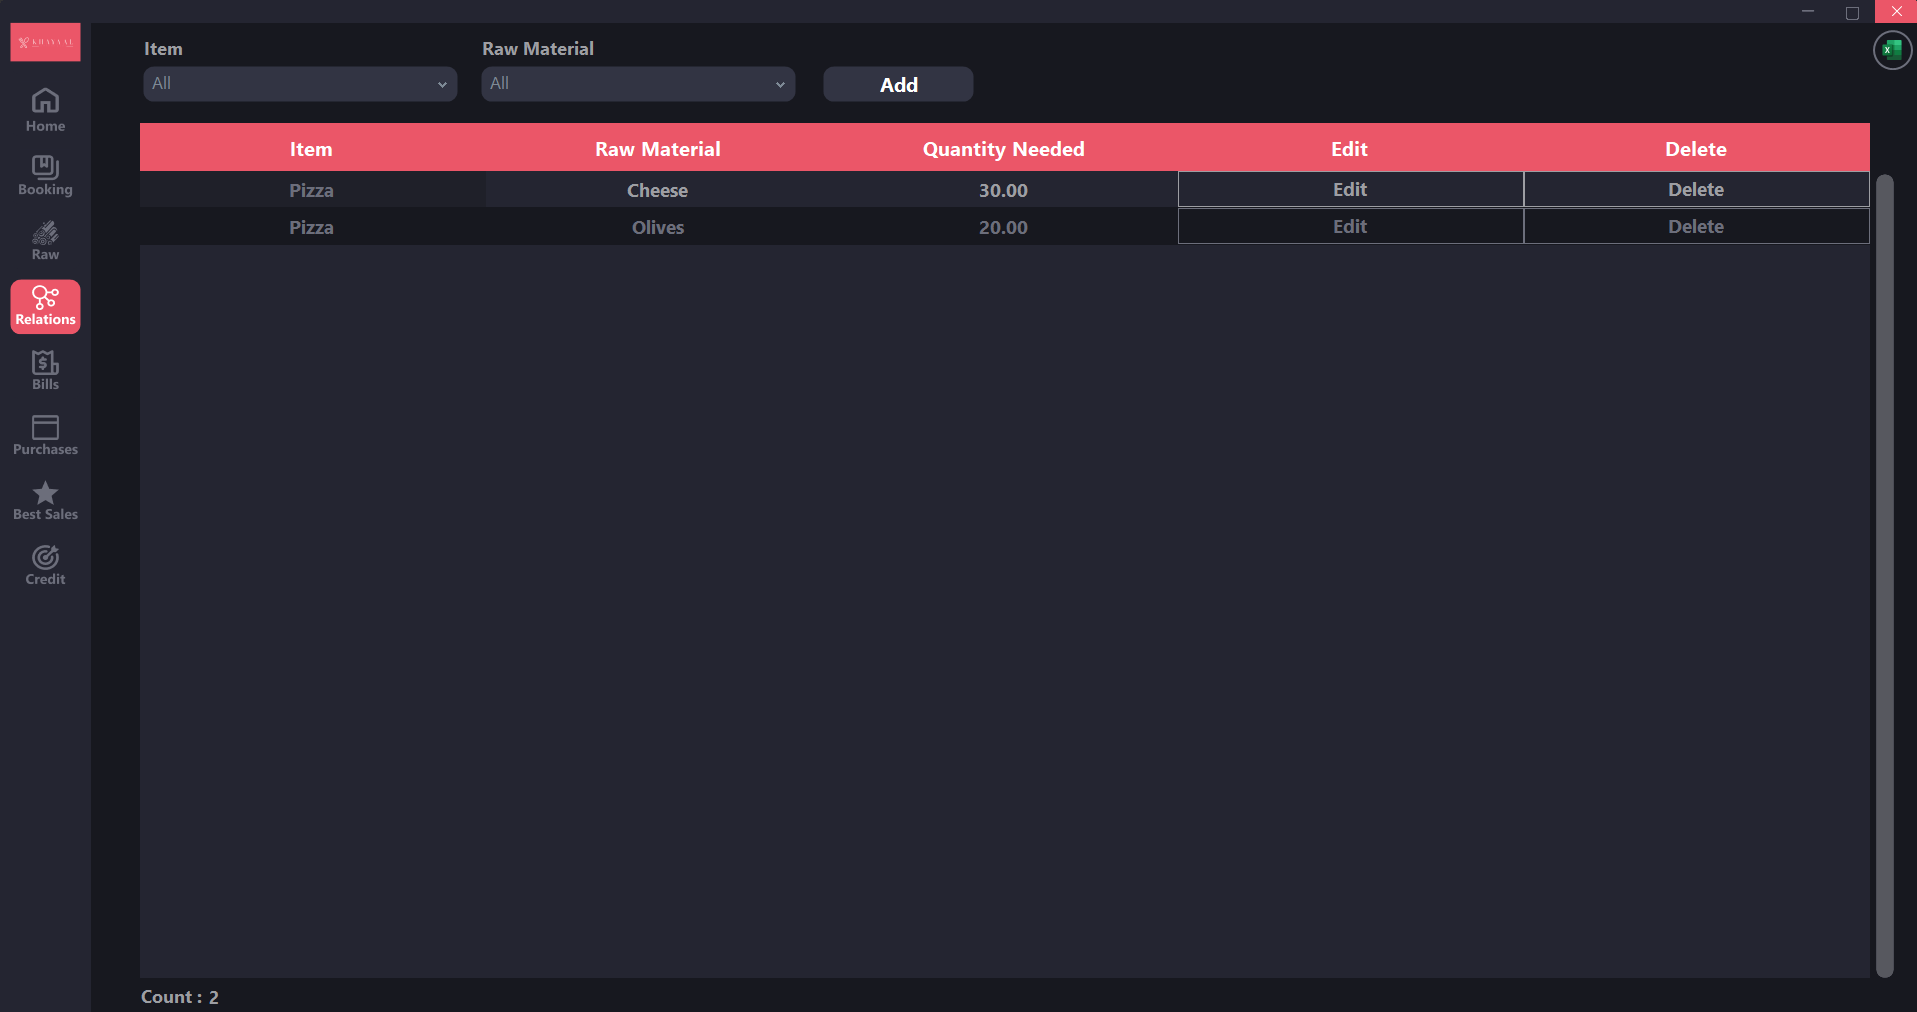 Item Raw Material
All All Add
Item Raw Material Quantity Needed Edit Delete
Pizza Cheese 30.00 Edit Delete
Pizza Olives 20.00 Edit Delete
Home
Booking
Raw
Relations
Bills
Purchases
Best Sales
Credit
Count : 2